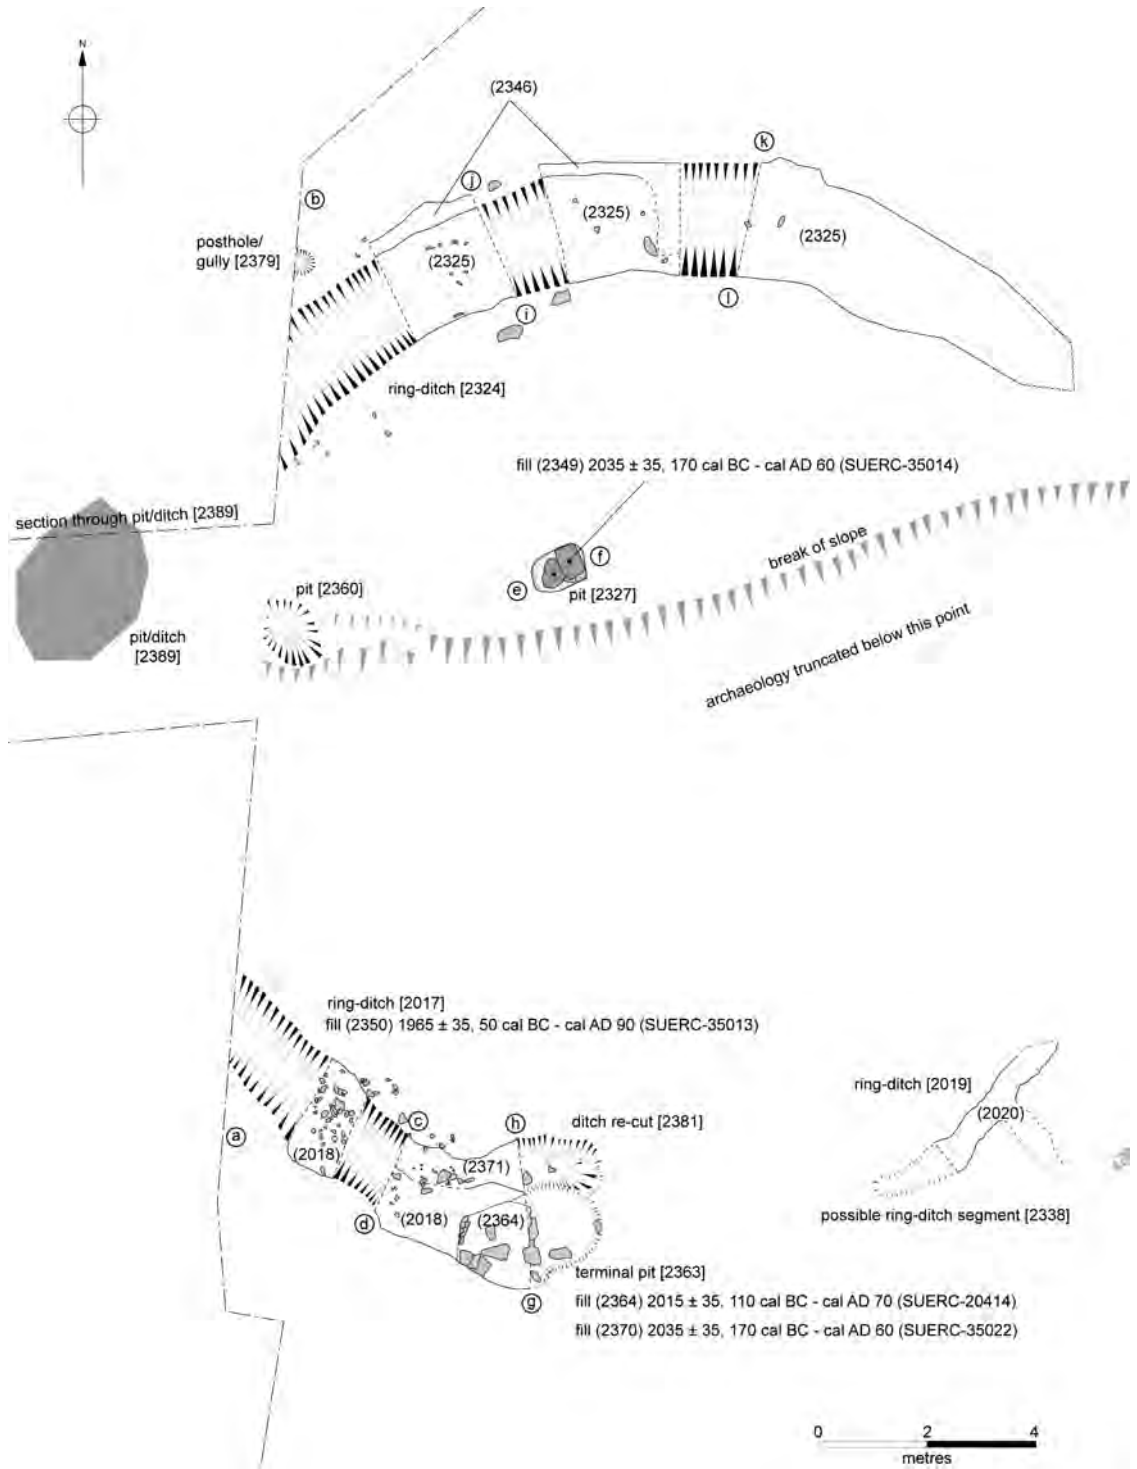 N
(2346)
k
j
b
posthole/
gully [2379]
(2325)
(2325)
(2325)
i
l
ring-ditch [2324]
fill (2349) 2035 ± 35, 170 cal BC - cal AD 60 (SUERC-35014)
section through pit/ditch [2389]
break of slope
f
e
pit [2360]
pit [2327]
pit/ditch
[2389]
archaeology truncated below this point
ring-ditch [2017]
fill (2350) 1965 ± 35, 50 cal BC - cal AD 90 (SUERC-35013)
ring-ditch [2019]
c
h
ditch re-cut [2381]
(2020)
a
(2018)
(2371)
d
(2018)
(2364)
possible ring-ditch segment [2338]
terminal pit [2363]
g
fill (2364) 2015 ± 35, 110 cal BC - cal AD 70 (SUERC-20414)
fill (2370) 2035 ± 35, 170 cal BC - cal AD 60 (SUERC-35022)
0 2 4
metres